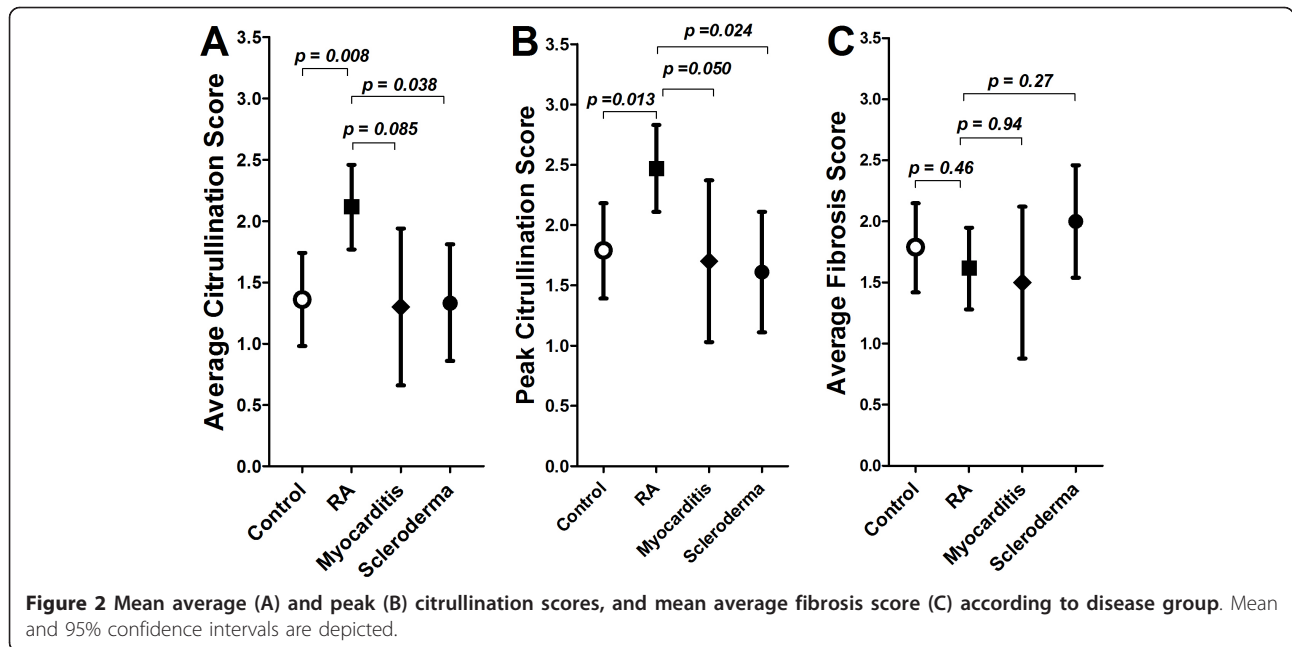 A
Average Citrullination Score
3.5
3.0
2.5
2.0
1.5
1.0
0.5
0.0
p = 0.008
p = 0.038
p = 0.085
Control
RA
Myocarditis
Scleroderma
B
Peak Citrullination Score
3.5
3.0
2.5
2.0
1.5
1.0
0.5
0.0
p = 0.024
p =0.050
p =0.013
Control
RA
Myocarditis
Scleroderma
C
Average Fibrosis Score
3.5
3.0
2.5
2.0
1.5
1.0
0.5
0.0
p = 0.27
p = 0.94
p = 0.46
Control
RA
Myocarditis
Scleroderma
Figure 2 Mean average (A) and peak (B) citrullination scores, and mean average fibrosis score (C) according to disease group. Mean
and 95% confidence intervals are depicted.